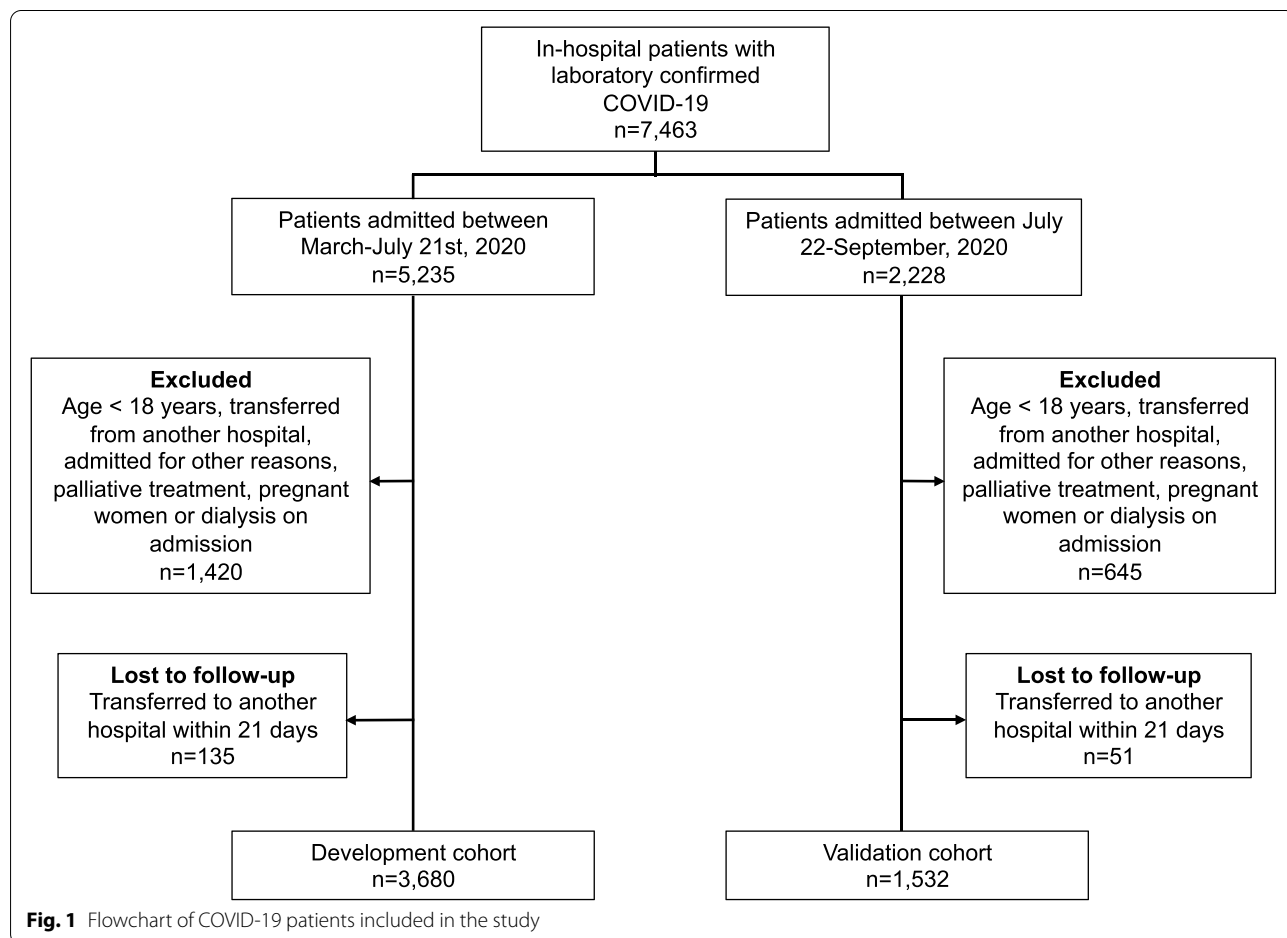 In-hospital patients with
laboratory confirmed
COVID-19
n=7,463
Patients admitted between
March-July 21st, 2020
n=5,235
Patients admitted between July
22-September, 2020
n=2,228
Excluded
Age < 18 years, transferred
from another hospital,
admitted for other reasons,
palliative treatment, pregnant
women or dialysis on
admission
n=1,420
Excluded
Age < 18 years, transferred
from another hospital,
admitted for other reasons,
palliative treatment, pregnant
women or dialysis on
admission
n=645
Lost to follow-up
Transferred to another
hospital within 21 days
n=135
Lost to follow-up
Transferred to another
hospital within 21 days
n=51
Development cohort
n=3,680
Validation cohort
n=1,532
Fig. 1 Flowchart of COVID-19 patients included in the study